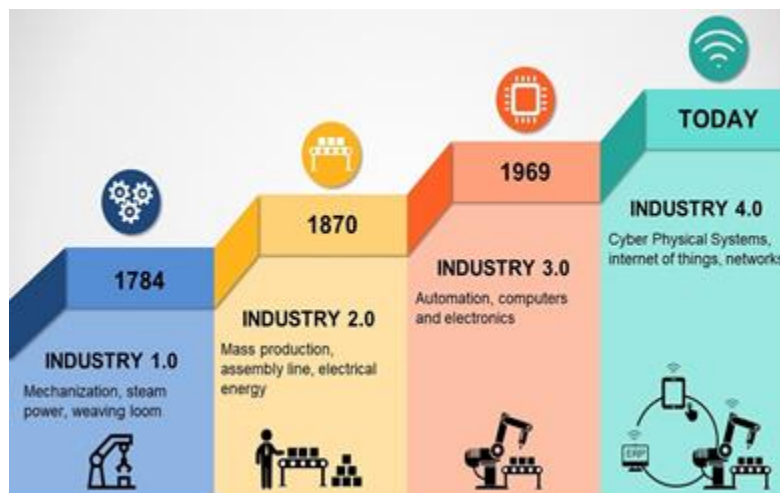 1784
INDUSTRY 1.0
Mechanization, steam
power, weaving loom
1870
INDUSTRY 2.0
Mass production,
assembly line, electrical
energy
1969
INDUSTRY 3.0
Automation, computers
and electronics
TODAY
INDUSTRY 4.0
Cyber Physical Systems,
internet of things, networks
ERP